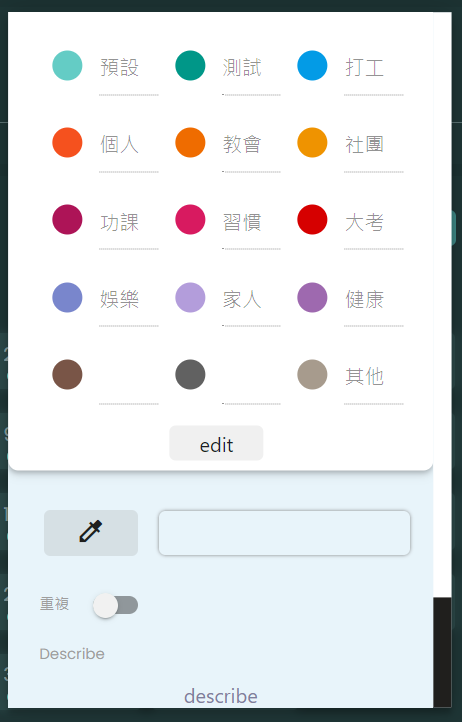 預設 測試 打工
個人 教會 社團
功課 習慣 大考
娛樂 家人 健康
其他
edit
重複
Describe
describe